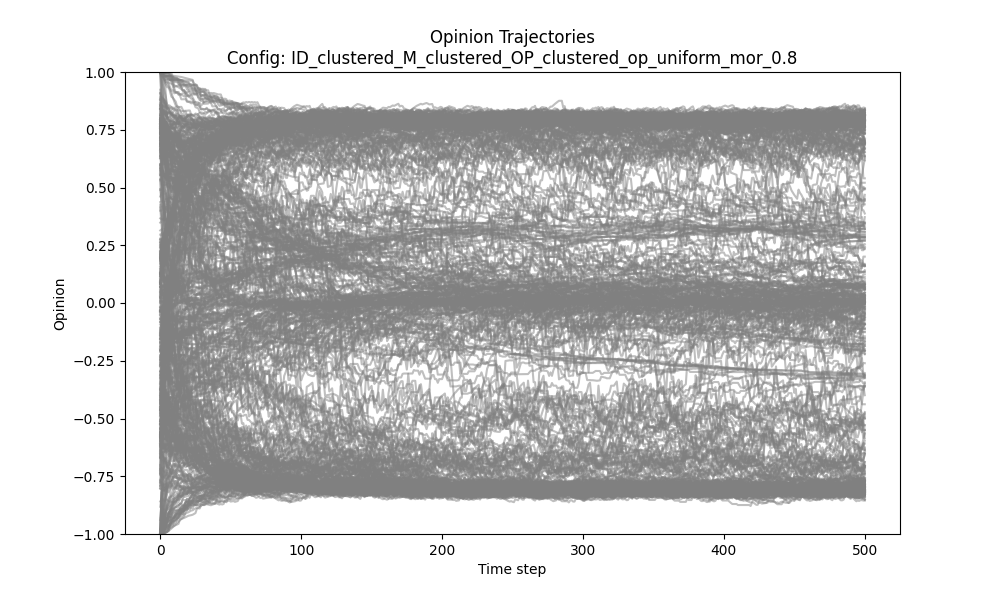 Opinion Trajectories
Config: ID_clustered_M_clustered_OP_clustered_op_uniform_mor_0.8
1.00
0.75
0.50
0.25
0.00
−0.25
−0.50
−0.75
−1.00
Opinion
0 100 200 300 400 500
Time step